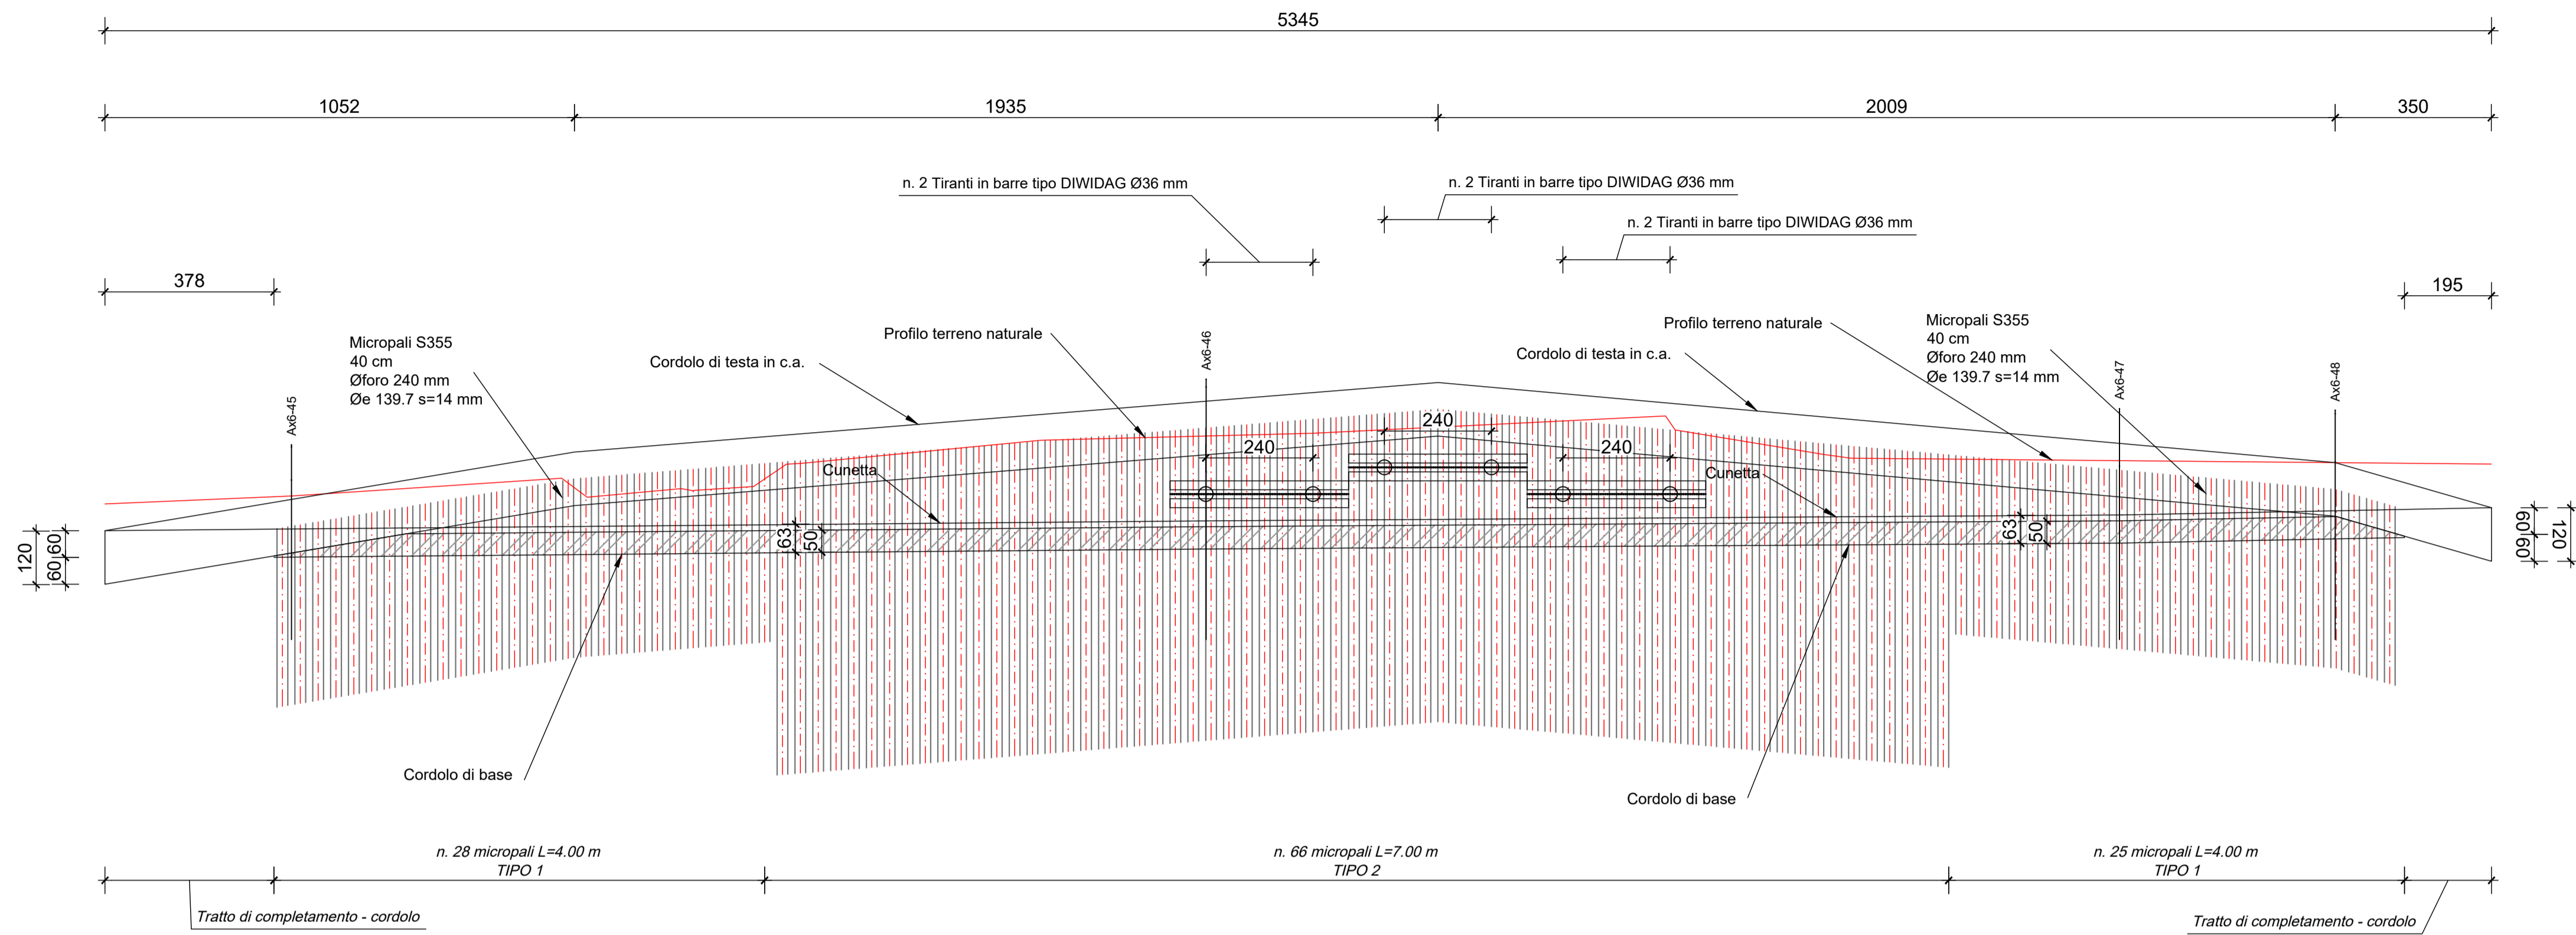 5345
1052
1935
2009
350
n. 2 Tiranti in barre tipo DIWIDAG Ø36 mm
n. 2 Tiranti in barre tipo DIWIDAG Ø36 mm
n. 2 Tiranti in barre tipo DIWIDAG Ø36 mm
378
195
Micropali S355
40 cm
Øforo 240 mm
Øe 139.7 s=14 mm
Cordolo di testa in c.a.
Profilo terreno naturale
Cordolo di testa in c.a.
Profilo terreno naturale
Micropali S355
40 cm
Øforo 240 mm
Øe 139.7 s=14 mm
Ax6-45
Ax6-46
Ax6-47
Ax6-48
240
240
240
Cunetta
Cunetta
120
60
60
63
50
63
50
60
60
120
Cordolo di base
Cordolo di base
n. 28 micropali L=4.00 m
TIPO 1
n. 66 micropali L=7.00 m
TIPO 2
n. 25 micropali L=4.00 m
TIPO 1
Tratto di completamento - cordolo
Tratto di completamento - cordolo